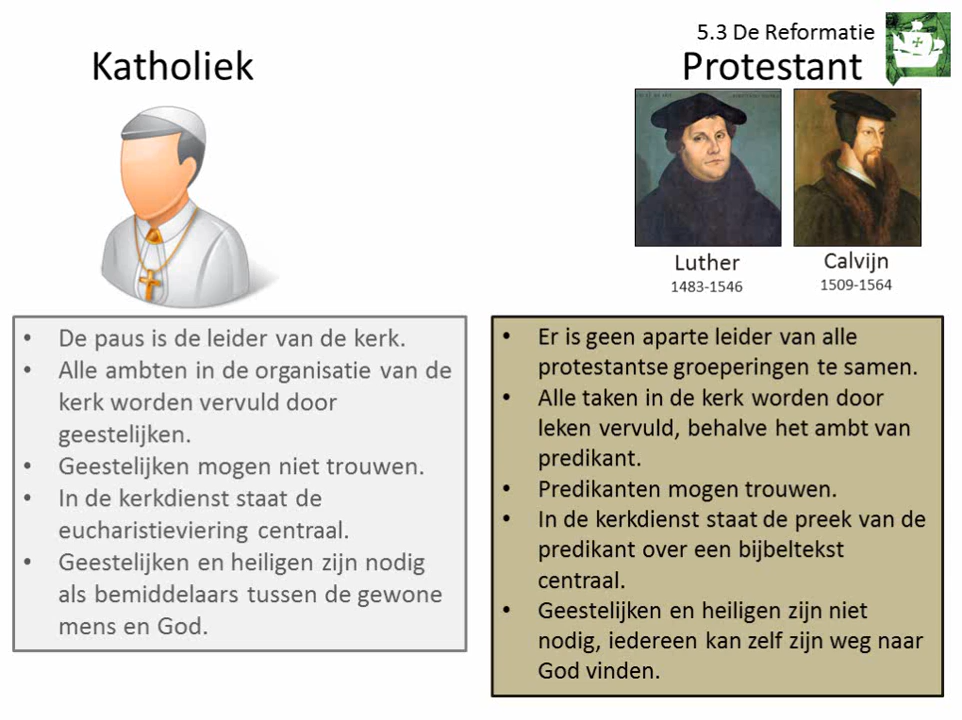 5.3 De Reformatie
Katholiek
Protestant
Luther
1483-1546
Calvijn
1509-1564
• De paus is de leider van de kerk.
• Alle ambten in de organisatie van de
kerk worden vervuld door
geestelijken.
• Geestelijken mogen niet trouwen.
• In de kerkdienst staat de
eucharistieviering centraal.
• Geestelijken en heiligen zijn nodig
als bemiddelaars tussen de gewone
mens en God.
• Er is geen aparte leider van alle
protestantse groeperingen te samen.
• Alle taken in de kerk worden door
leken vervuld, behalve het ambt van
predikant.
• Predikanten mogen trouwen.
• In de kerkdienst staat de preek van de
predikant over een bijbeltekst
centraal.
• Geestelijken en heiligen zijn niet
nodig, iedereen kan zelf zijn weg naar
God vinden.